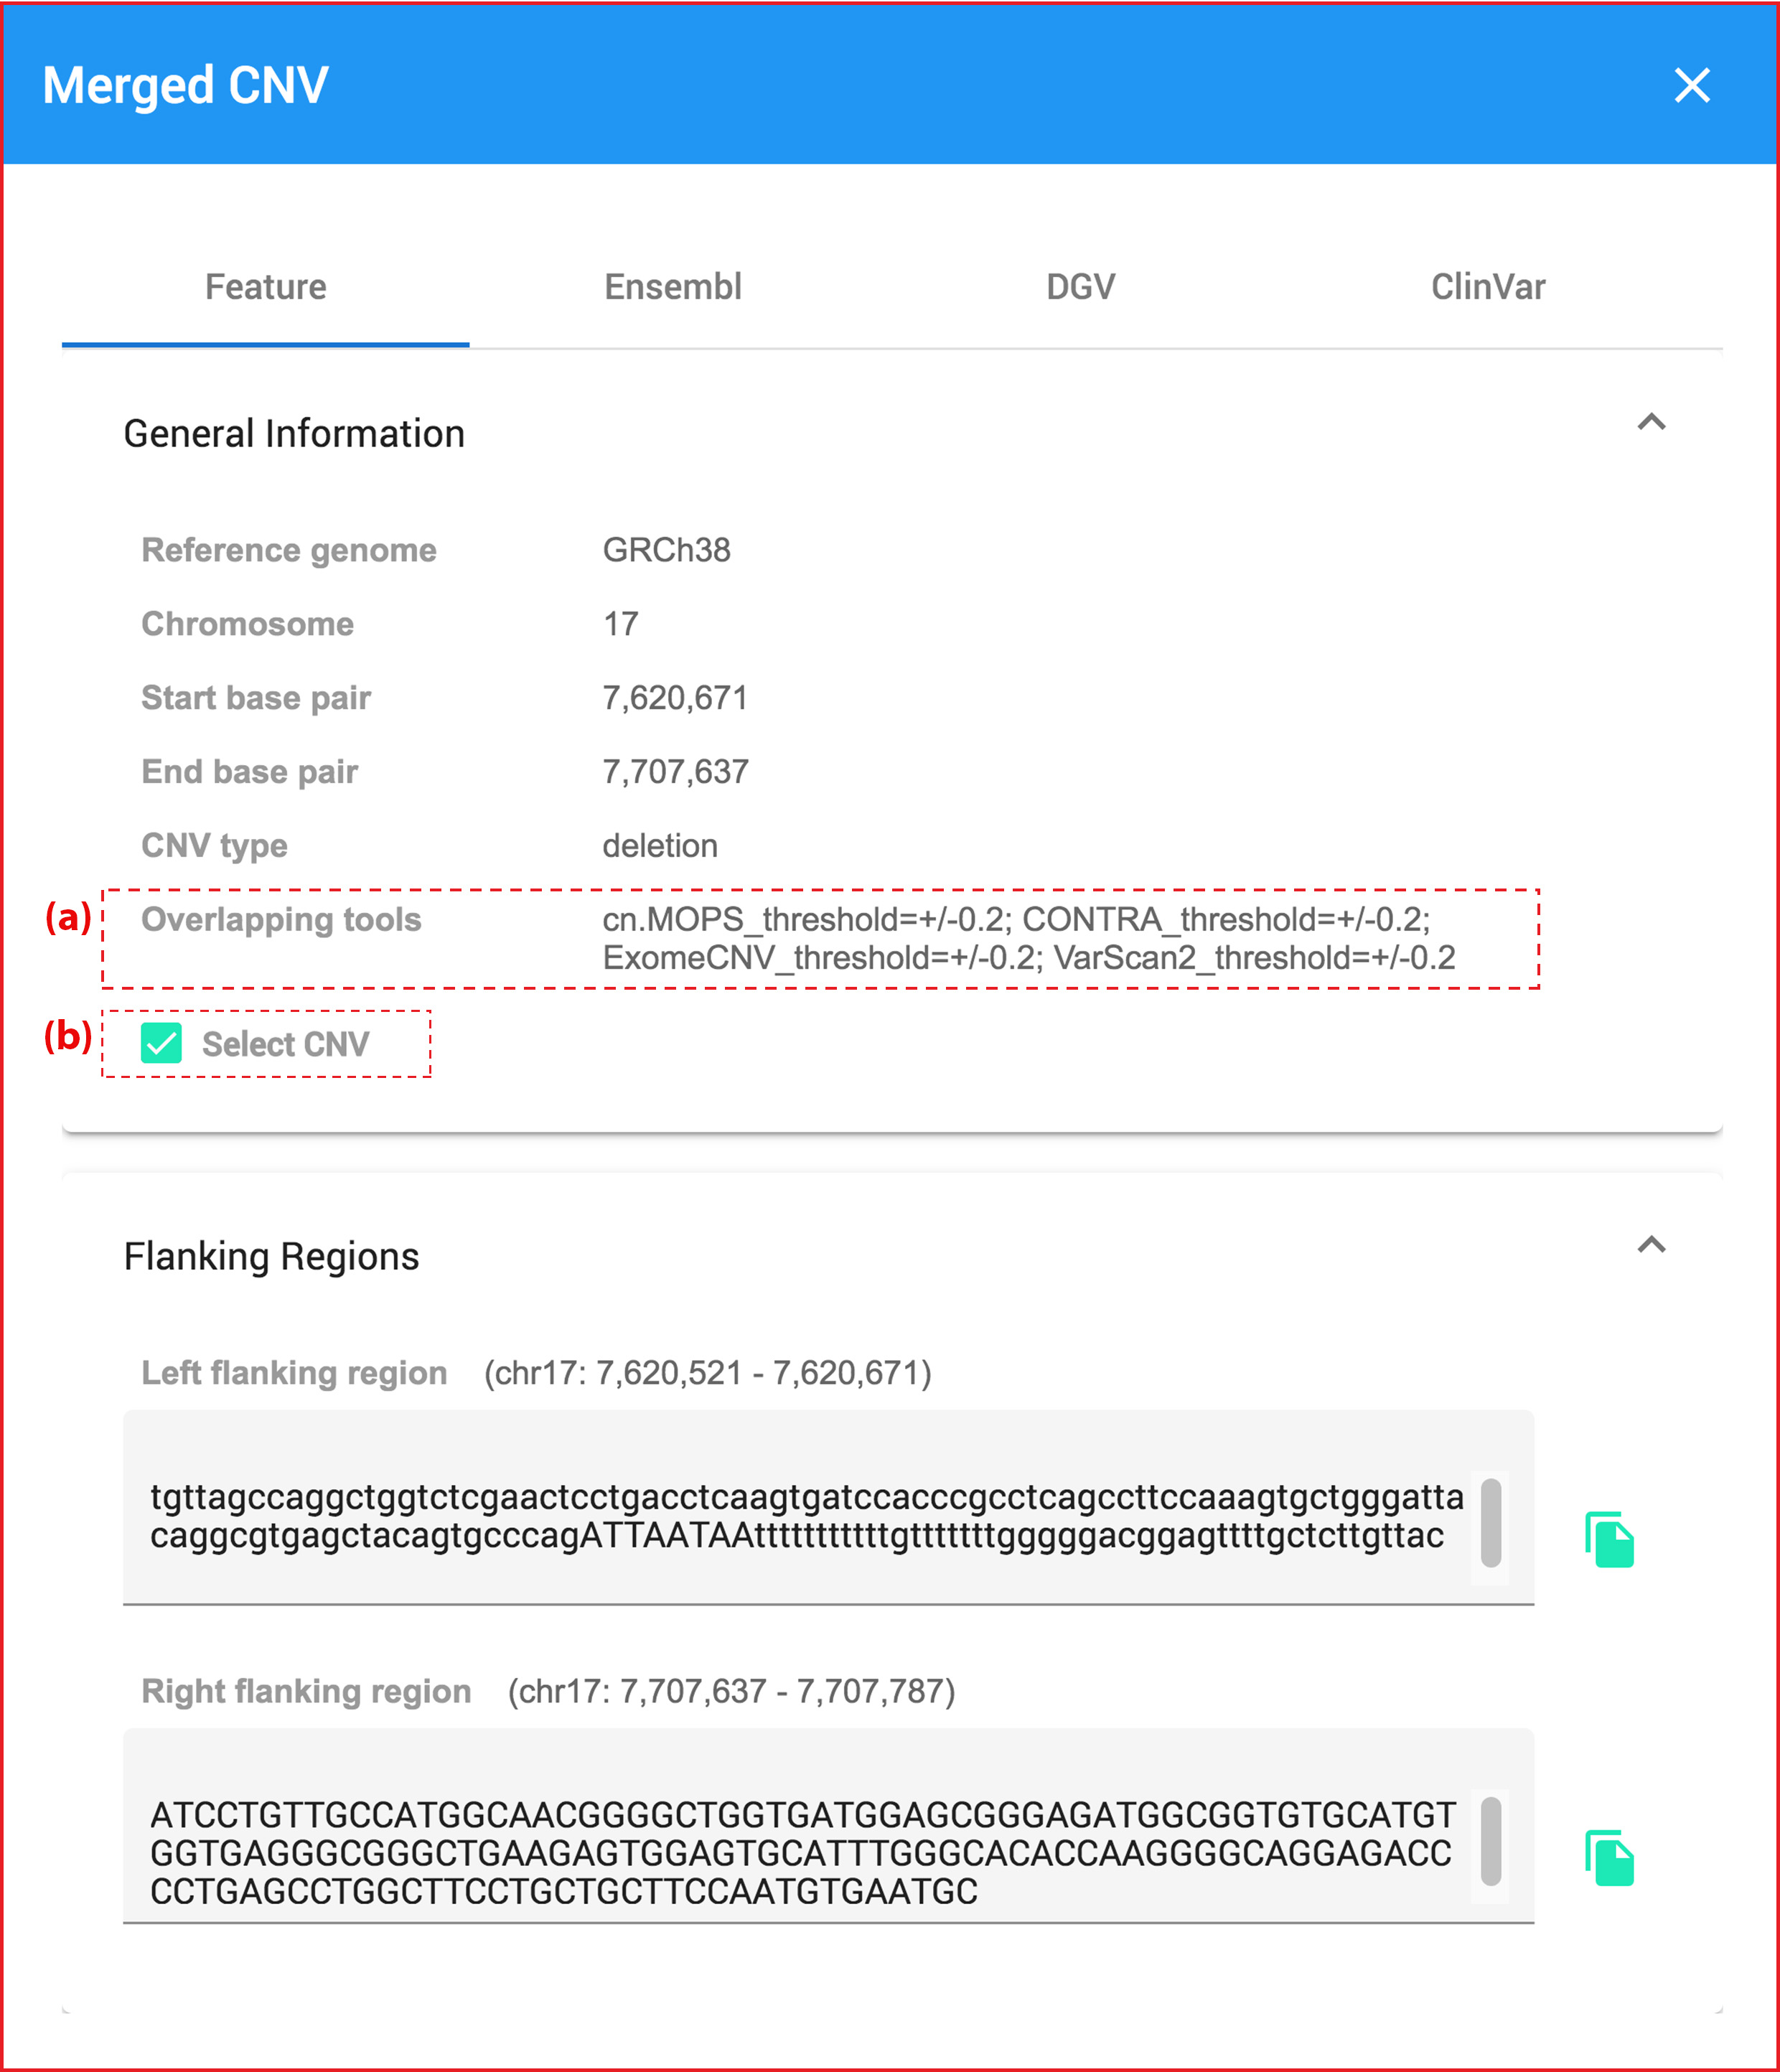 Merged CNV
Feature Ensembl DGV ClinVar
General Information
Reference genome GRCh38
Chromosome 17
Start base pair 7,620,671
End base pair 7,707,637
CNV type deletion
(a) Overlapping tools cn.MOPS_threshold=+/-0.2; CONTRA_threshold=+/-0.2;
ExomeCNV_threshold=+/-0.2; VarScan2_threshold=+/-0.2
(b) Select CNV
Flanking Regions
Left flanking region (chr17: 7,620,521 - 7,620,671)
tgttagccaggctggtctcgaactcctgacctcaagtgatccacccgcctcagccttccaaagtgctgggatta
caggcgtgagctacagtgcccagATTAATAAtttttttttttgtttttttgggggacggagttttgctcttgttac
Right flanking region (chr17: 7,707,637 - 7,707,787)
ATCCTGTTGCCATGGCAACGGGGCTGGTGATGGAGCGGGAGATGGCGGTGTGCATGT
GGTGAGGGCGGGCTGAAGAGTGGAGTGCATTTGGGCACACCAAGGGGCAGGAGACC
CCTGAGCCTGGCTTCCTGCTGCTTCCAATGTGAATGC